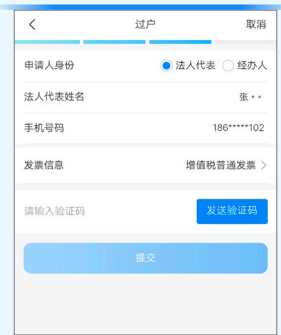 过户 取消
申请人身份 法人代表 经办人
法人代表姓名 张**
手机号码 186*****102
发票信息 增值税普通发票
请输入验证码 发送验证码
提交